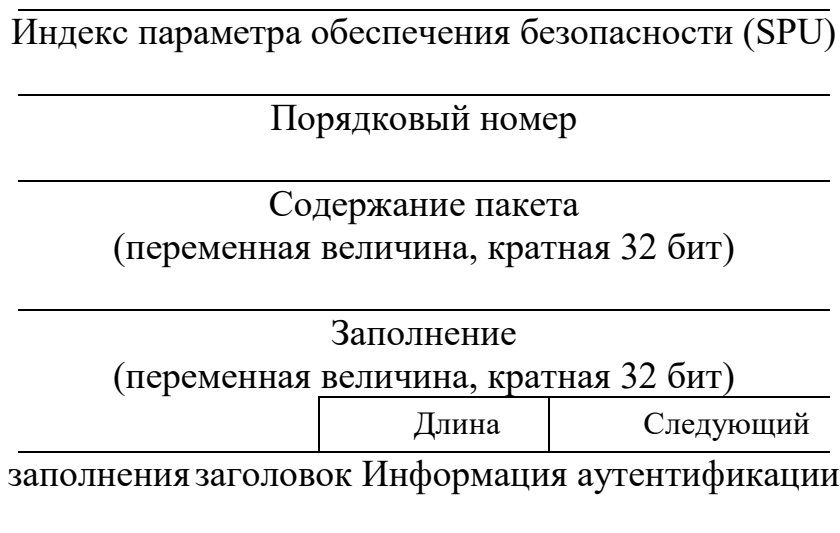 Индекс параметра обеспечения безопасности (SPU)
Порядковый номер
Содержание пакета
(переменная величина, кратная 32 бит)
Заполнение
(переменная величина, кратная 32 бит)
Длина Следующий
заполнения заголовок Информация аутентификации